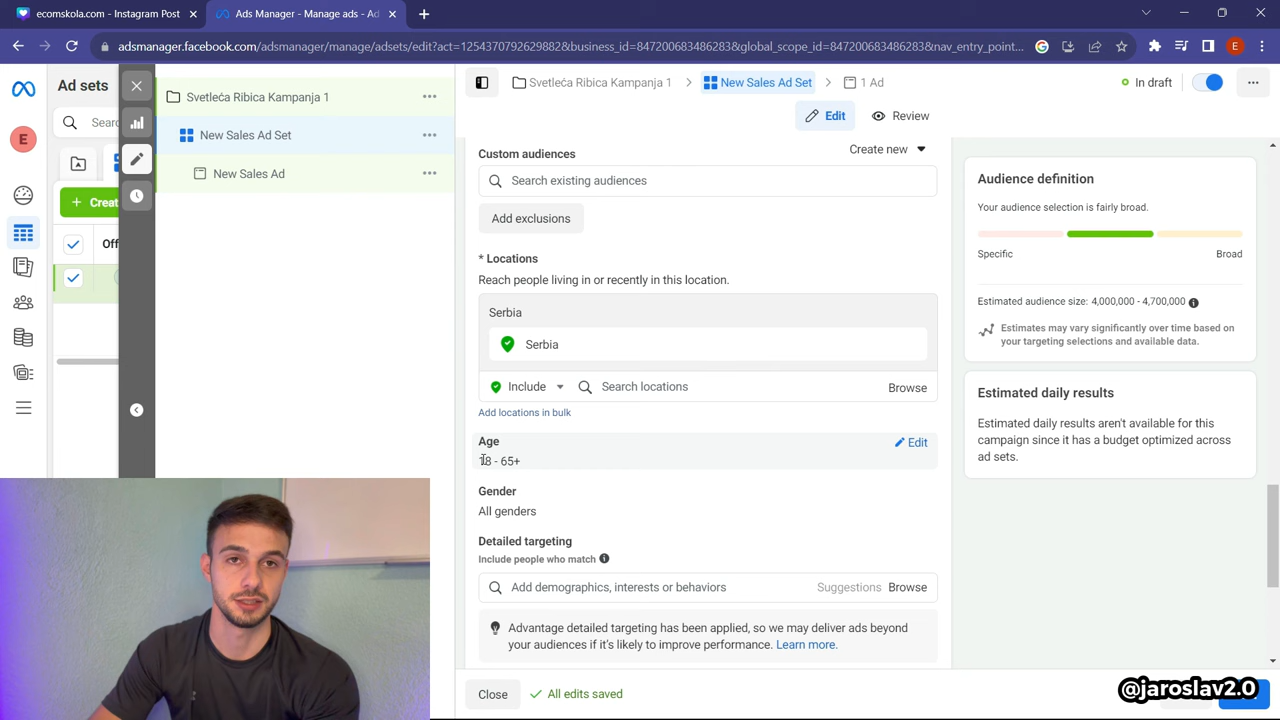 ecomskola.io - Instagram Post
Ads Manager - Manage ads - Ad
adsmanager.facebook.com/adsmanager/manage/adsets/edit?act=1254370792629882&business_id=847200683486283&global_scope_id=847200683486283&nav_entry_point...
E
Ad sets
E
Searc
+ Creat
Off
Svetleća Ribica Kampanja 1
New Sales Ad Set
New Sales Ad
Svetleća Ribica Kampanja 1
New Sales Ad Set
1 Ad
In draft
Edit
Review
Custom audiences
Create new
Search existing audiences
Add exclusions
* Locations
Reach people living in or recently in this location.
Serbia
Serbia
Include
Search locations
Browse
Add locations in bulk
Age
Edit
18 - 65+
Gender
All genders
Detailed targeting
Include people who match
Add demographics, interests or behaviors
Suggestions
Browse
Advantage detailed targeting has been applied, so we may deliver ads beyond
your audiences if it's likely to improve performance. Learn more.
Close
All edits saved
Audience definition
Your audience selection is fairly broad.
Specific
Broad
Estimated audience size: 4,000,000 - 4,700,000
Estimates may vary significantly over time based on
your targeting selections and available data.
Estimated daily results
Estimated daily results aren't available for this
campaign since it has a budget optimized across
ad sets.
@jaroslav2.0